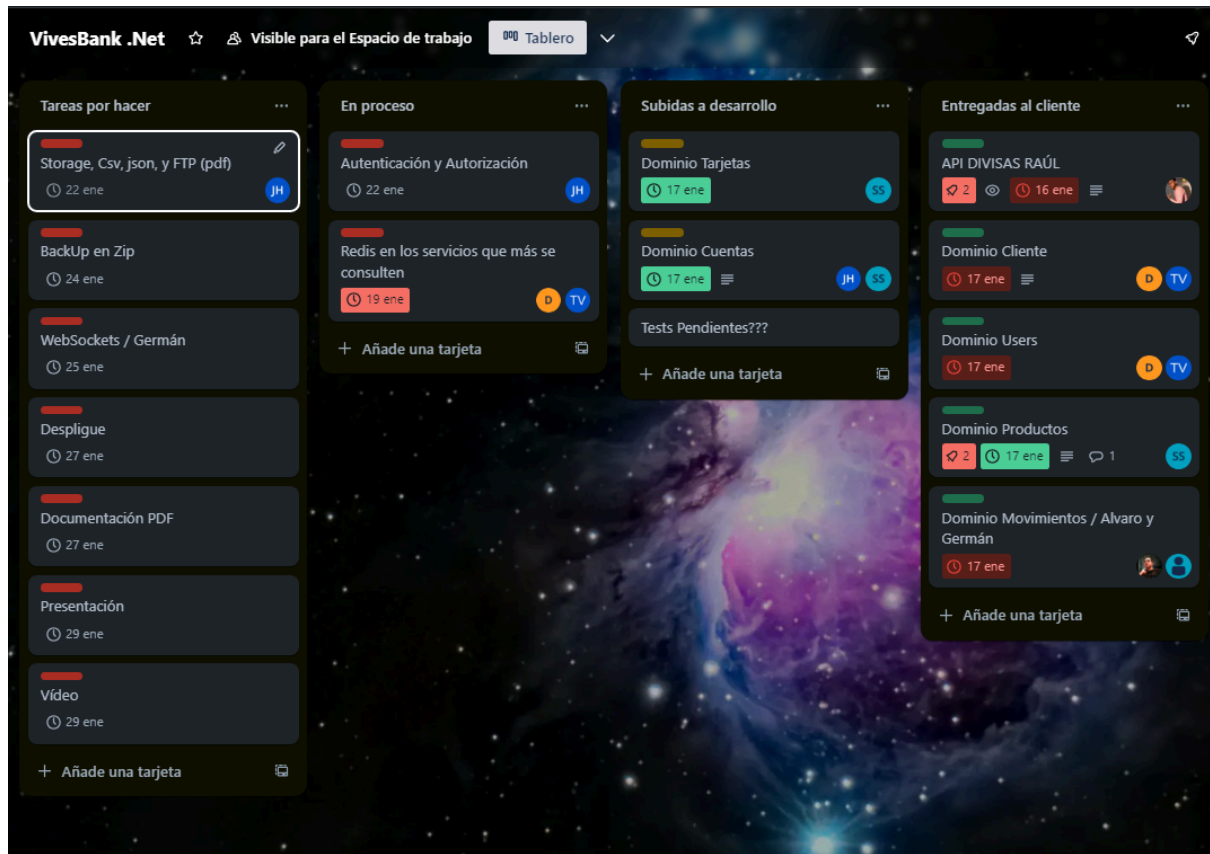 VivesBank .Net
Visible para el Espacio de trabajo
Tablero
Tareas por hacer
Storage, Csv, json, y FTP (pdf)
22 ene
JH
BackUp en Zip
24 ene
WebSockets / Germán
25 ene
Despligue
27 ene
Documentación PDF
27 ene
Presentación
29 ene
Vídeo
29 ene
Añade una tarjeta
En proceso
Autenticación y Autorización
22 ene
JH
Redis en los servicios que más se
consulten
19 ene
D TV
Añade una tarjeta
Subidas a desarrollo
Dominio Tarjetas
17 ene
SS
Dominio Cuentas
17 ene
JH SS
Tests Pendientes???
Añade una tarjeta
Entregadas al cliente
API DIVISAS RAÚL
2 16 ene
Dominio Cliente
17 ene
D TV
Dominio Users
17 ene
D TV
Dominio Productos
2 17 ene 1
SS
Dominio Movimientos / Alvaro y
Germán
17 ene
Añade una tarjeta